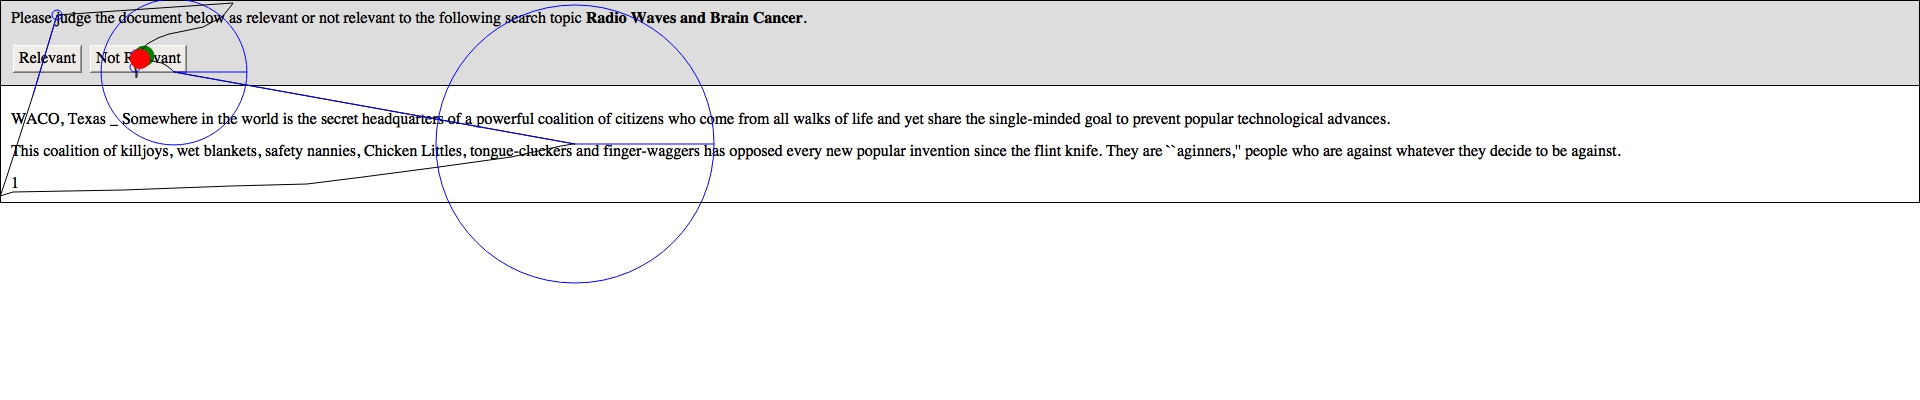 Please judge the document below as relevant or not relevant to the following search topic Radio Waves and Brain Cancer.
Relevant Not Relevant
WACO, Texas _ Somewhere in the world is the secret headquarters of a powerful coalition of citizens who come from all walks of life and yet share the single-minded goal to prevent popular technological advances.
This coalition of killjoys, wet blankets, safety nannies, Chicken Littles, tongue-cluckers and finger-waggers has opposed every new popular invention since the flint knife. They are ``aginners,'' people who are against whatever they decide to be against.
1